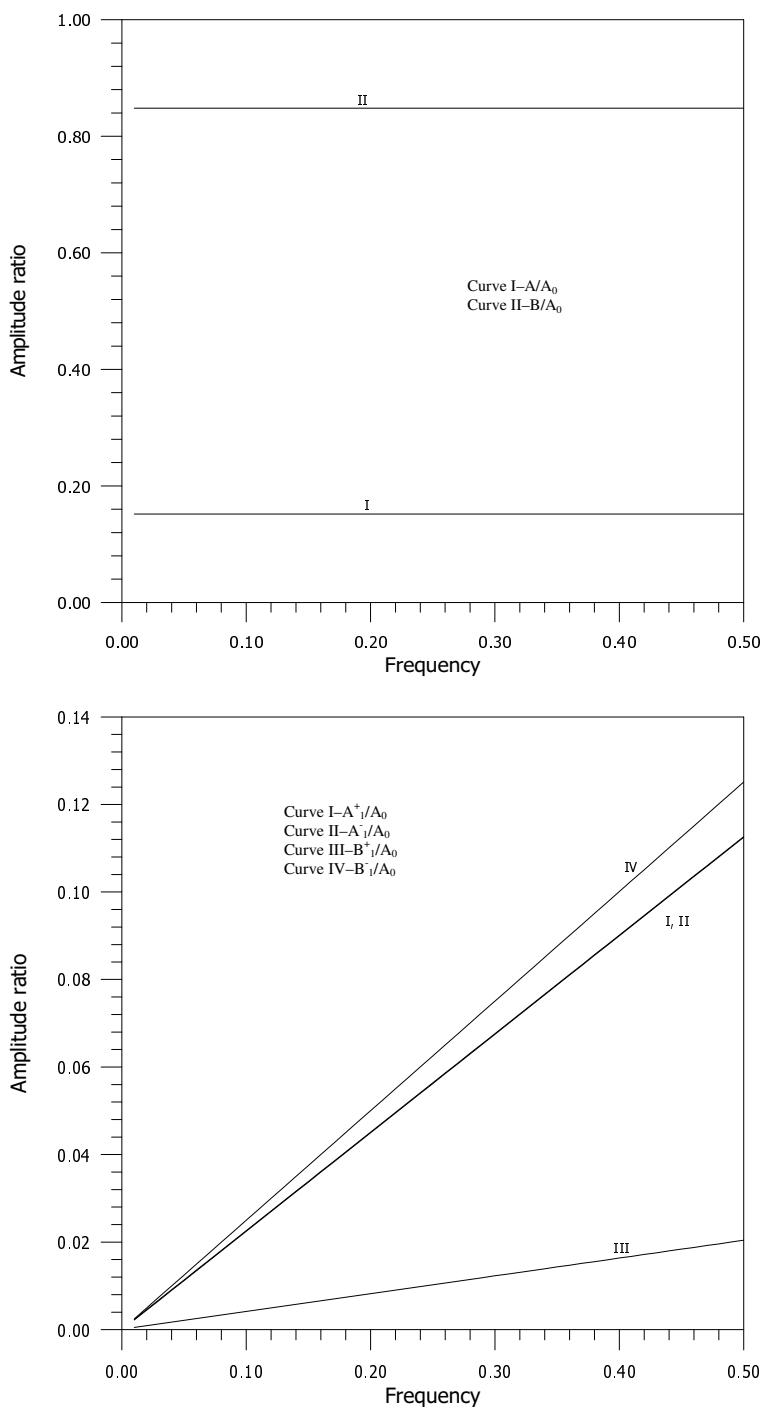 1.00
II
0.80
0.60
Amplitude ratio
Curve I–A/A₀
Curve II–B/A₀
0.40
0.20
I
0.00
0.00 0.10 0.20 0.30 0.40 0.50
Frequency
0.14
0.12
Curve I–A⁺₁/A₀
Curve II–A⁻₁/A₀
Curve III–B⁺₁/A₀
Curve IV–B⁻₁/A₀
IV
0.10
I, II
0.08
Amplitude ratio
0.06
0.04
0.02
III
0.00
0.00 0.10 0.20 0.30 0.40 0.50
Frequency